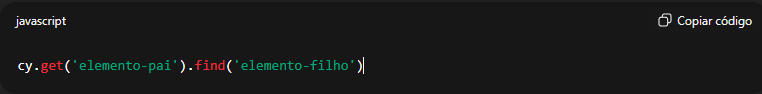 javascript
Copiar código
cy.get('elemento-pai').find('elemento-filho')